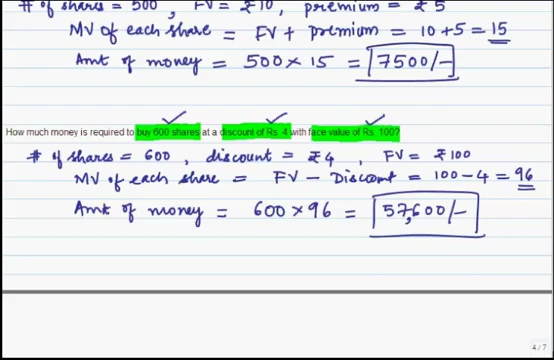 # of shares = 500 , FV = ₹10, premium = ₹ 5
MV of each share = FV + premium = 10 + 5 = 15
Amt of money = 500 × 15 = 7500/-
How much money is required to buy 600 shares at a discount of Rs. 4 with face value of Rs. 100?
# of shares = 600 , discount = ₹4 , FV = ₹100
MV of each share = FV - Discount = 100 - 4 = 96
Amt of money = 600 × 96 = 57,600/-
4 / 7